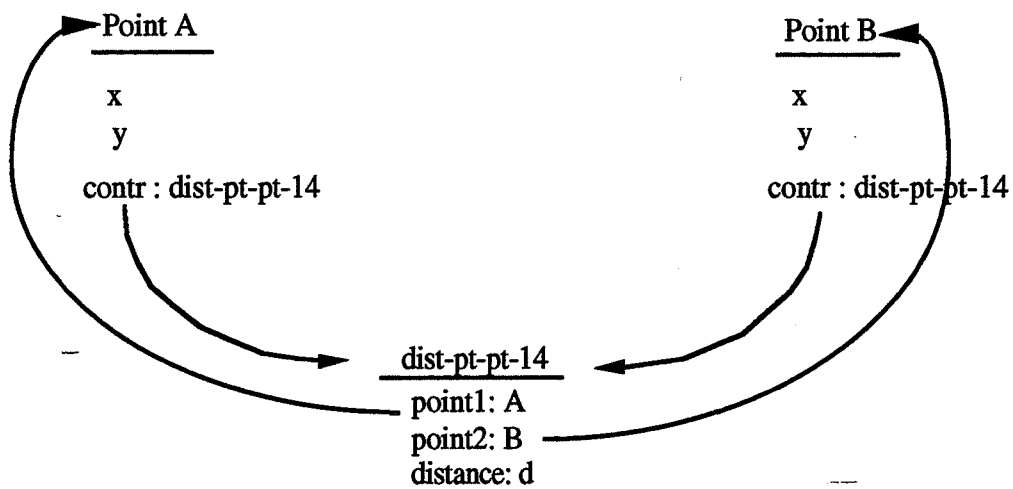 Point A
x
y
contr : dist-pt-pt-14
Point B
x
y
contr : dist-pt-pt-14
dist-pt-pt-14
point1: A
point2: B
distance: d